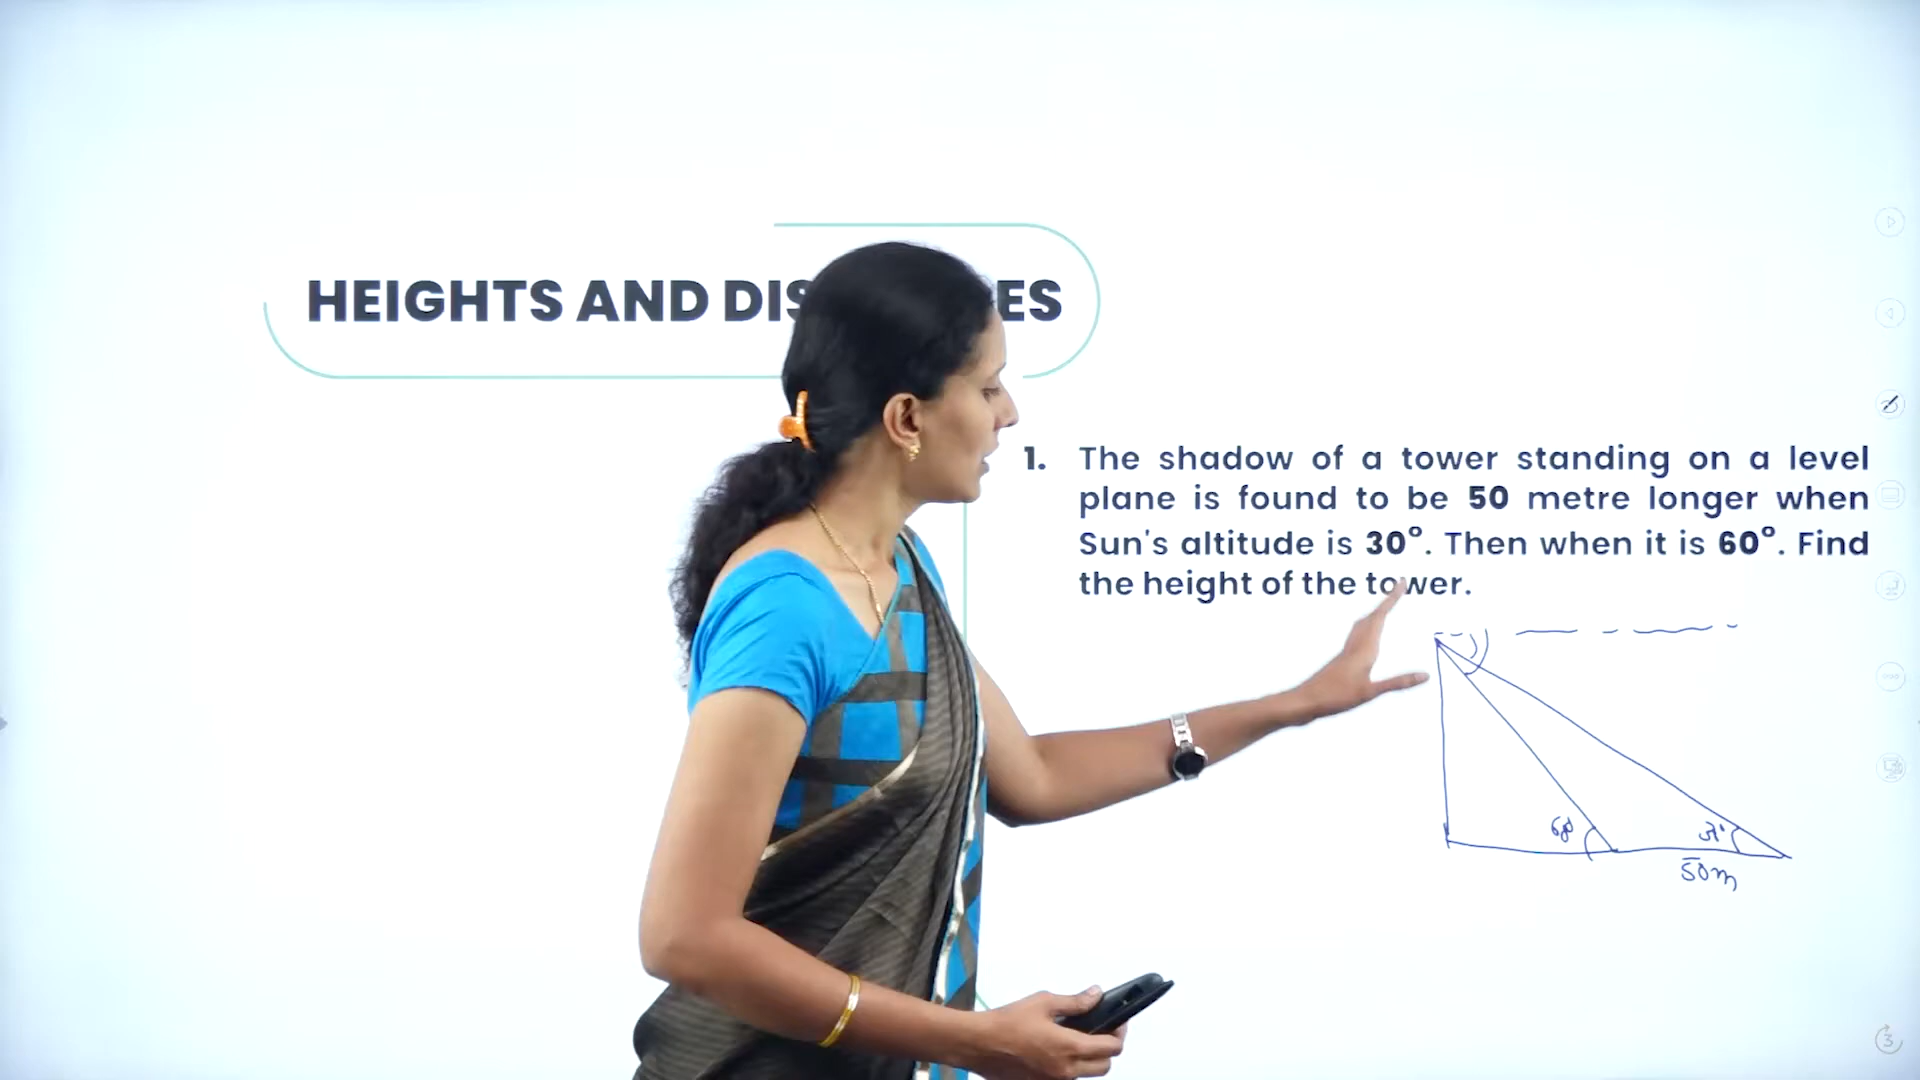 HEIGHTS AND DIS ES
1. The shadow of a tower standing on a level
plane is found to be 50 metre longer when
Sun's altitude is 30°. Then when it is 60°. Find
the height of the tower.
60°
30°
50m
3